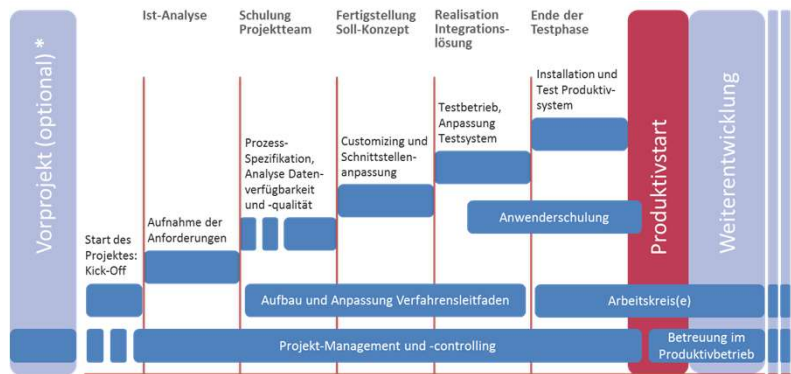 Vorprojekt (optional) *
Ist-Analyse
Schulung
Projektteam
Fertigstellung
Soll-Konzept
Realisation
Integrations-
lösung
Ende der
Testphase
Produktivstart
Weiterentwicklung
Installation und
Test Produktiv-
system
Testbetrieb,
Anpassung
Testsystem
Customizing und
Schnittstellen-
anpassung
Prozess-
Spezifikation,
Analyse Daten-
verfügbarkeit
und -qualität
Aufnahme der
Anforderungen
Start des
Projektes:
Kick-Off
Anwenderschulung
Aufbau und Anpassung Verfahrensleitfaden
Arbeitskreis(e)
Projekt-Management und -controlling
Betreuung im
Produktivbetrieb